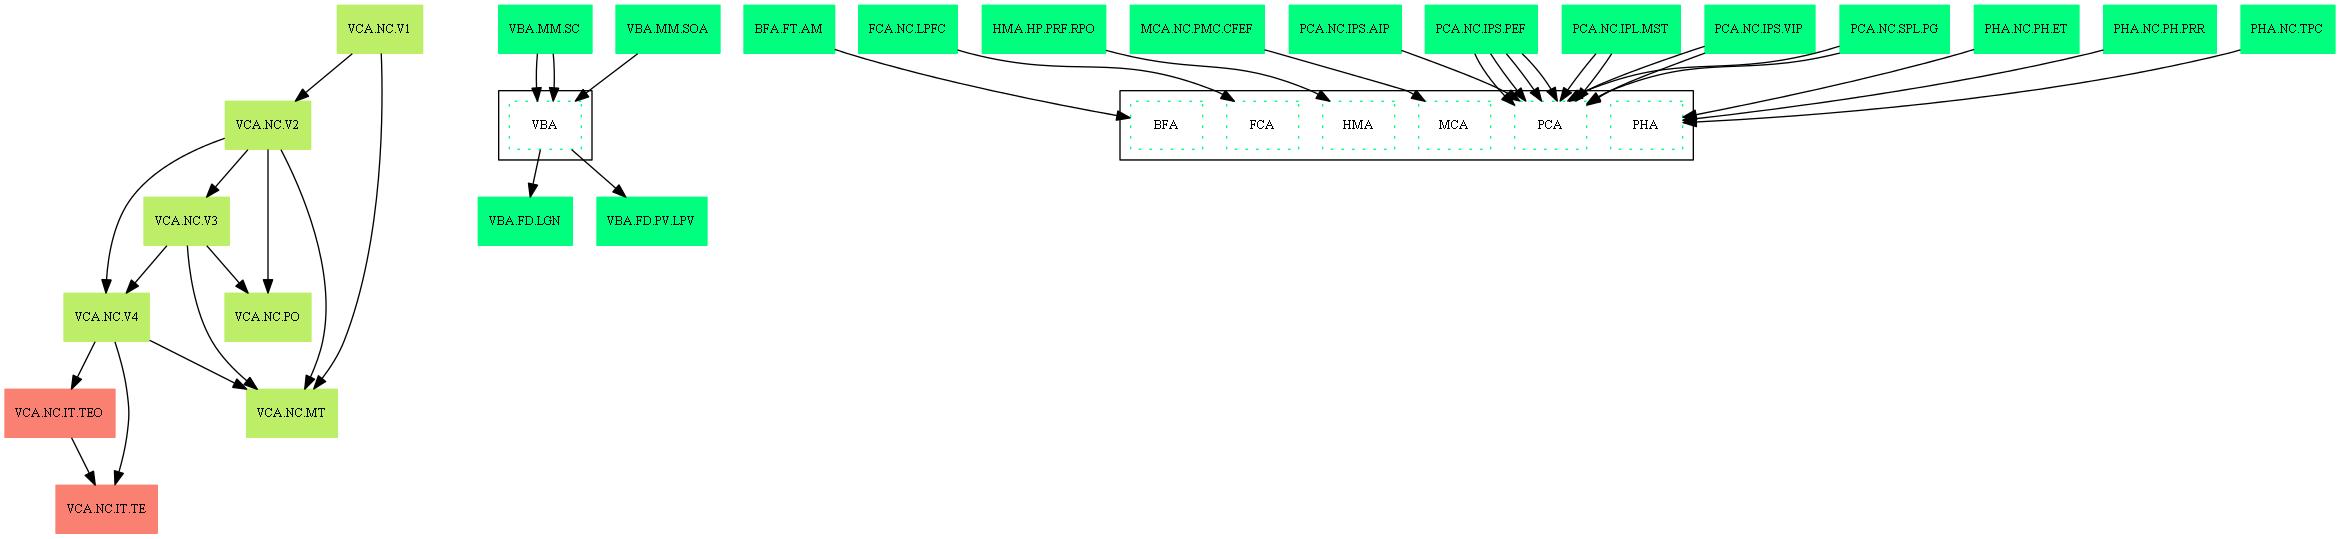 VCA.NC.V1
VBA.MM.SC
VBA.MM.SOA
BFA.FT.AM
FCA.NC.LPFC
HMA.HP.PRF.RPO
MCA.NC.PMC.CFEF
PCA.NC.IPS.AIP
PCA.NC.IPS.PEF
PCA.NC.IPL.MST
PCA.NC.IPS.VIP
PCA.NC.SPL.PG
PHA.NC.PH.ET
PHA.NC.PH.PRR
PHA.NC.TPC
VCA.NC.V2
VBA
BFA
FCA
HMA
MCA
PCA
PHA
VCA.NC.V3
VBA.FD.LGN
VBA.FD.PV.LPV
VCA.NC.V4
VCA.NC.PO
VCA.NC.IT.TEO
VCA.NC.MT
VCA.NC.IT.TE